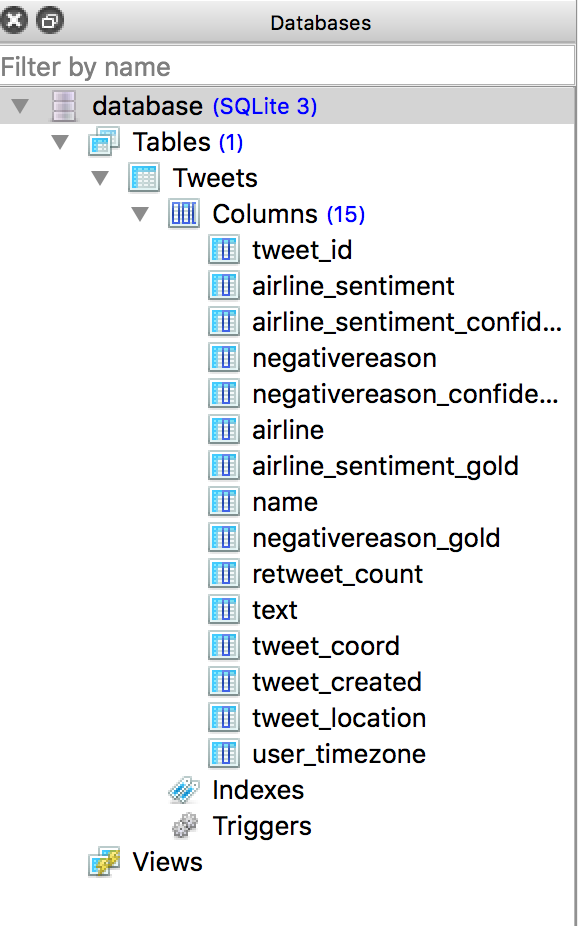 Databases
Filter by name
database (SQLite 3)
Tables (1)
Tweets
Columns (15)
tweet_id
airline_sentiment
airline_sentiment_confid...
negativereason
negativereason_confide...
airline
airline_sentiment_gold
name
negativereason_gold
retweet_count
text
tweet_coord
tweet_created
tweet_location
user_timezone
Indexes
Triggers
Views